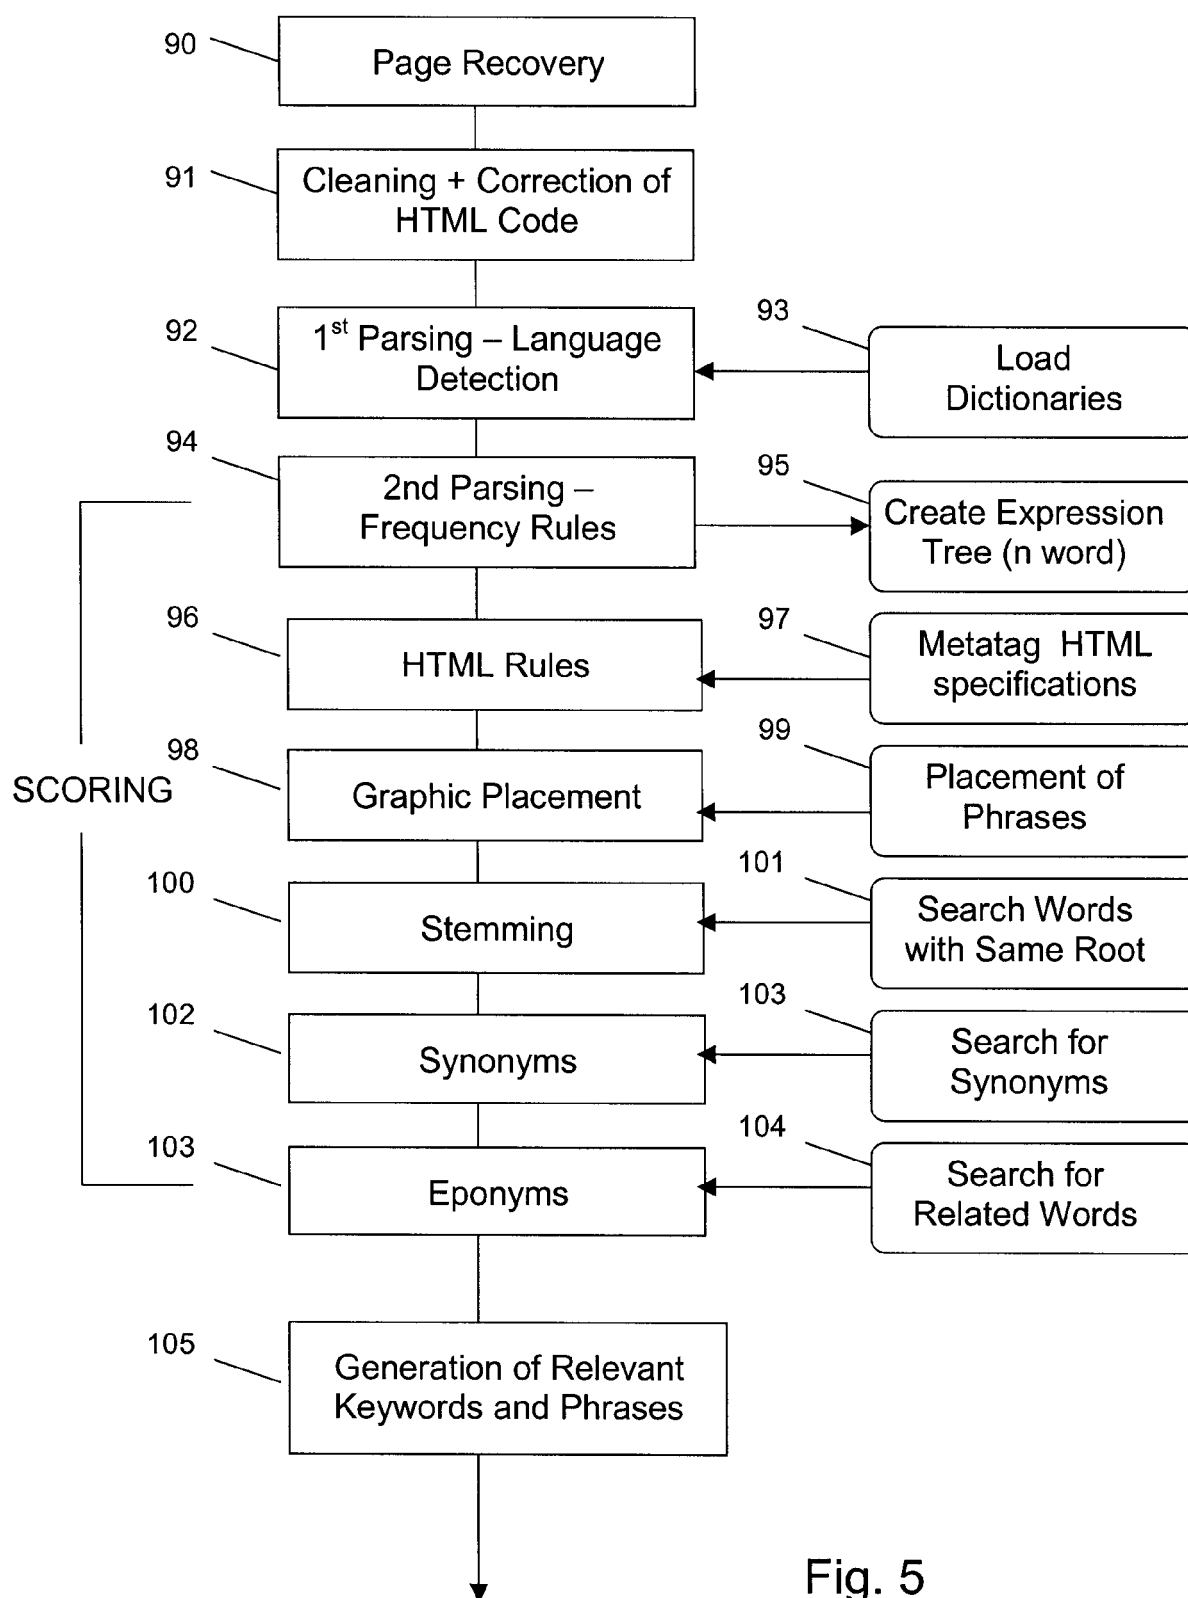 90
Page Recovery
91
Cleaning + Correction of
HTML Code
92
1st Parsing – Language
Detection
93
Load
Dictionaries
94
2nd Parsing –
Frequency Rules
95
Create Expression
Tree (n word)
96
HTML Rules
97
Metatag HTML
specifications
SCORING
98
Graphic Placement
99
Placement of
Phrases
100
Stemming
101
Search Words
with Same Root
102
Synonyms
103
Search for
Synonyms
103
Eponyms
104
Search for
Related Words
105
Generation of Relevant
Keywords and Phrases
Fig. 5